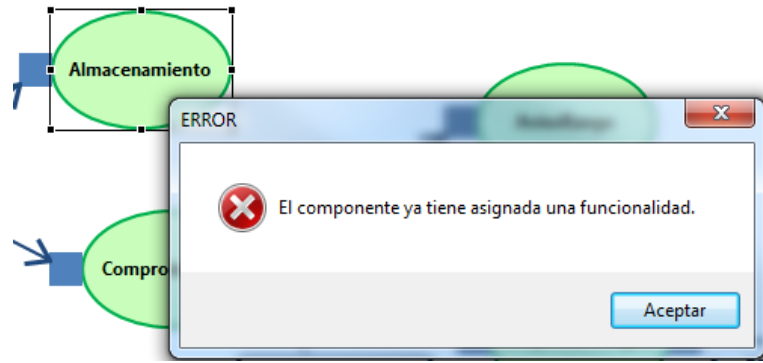 Almacenamiento
ERROR
El componente ya tiene asignada una funcionalidad.
Compro
Aceptar